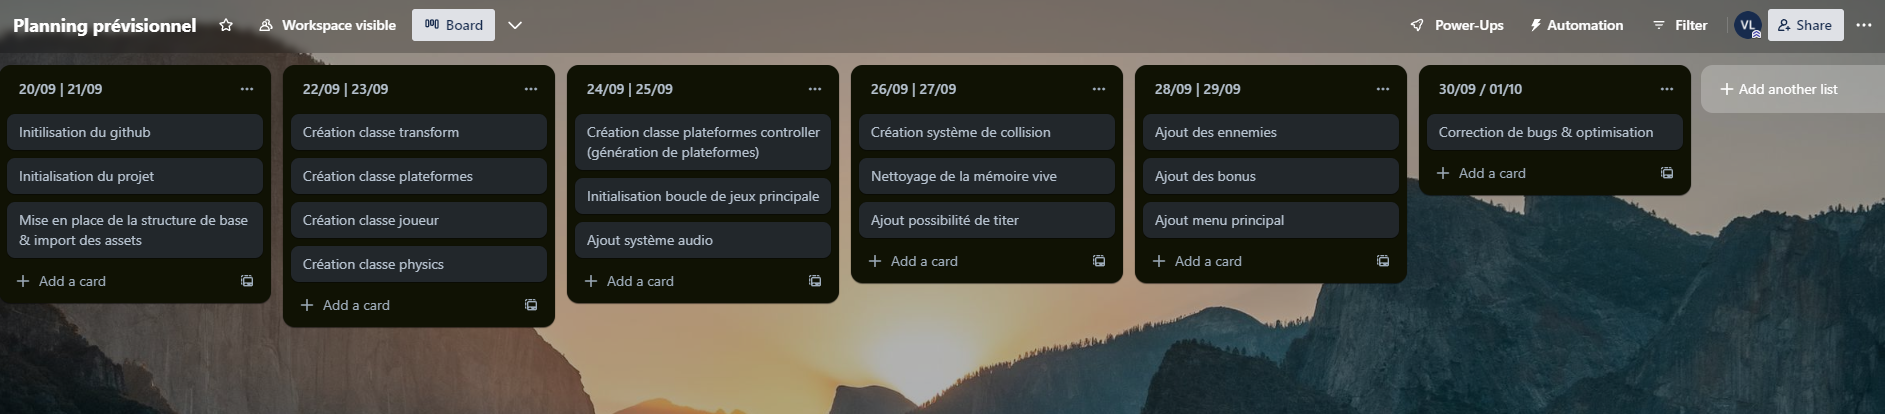 Planning prévisionnel
Workspace visible
Board
Power-Ups
Automation
Filter
VL
Share
20/09 | 21/09
Initilisation du github
Initialisation du projet
Mise en place de la structure de base
& import des assets
Add a card
22/09 | 23/09
Création classe transform
Création classe plateformes
Création classe joueur
Création classe physics
Add a card
24/09 | 25/09
Création classe plateformes controller
(génération de plateformes)
Initialisation boucle de jeux principale
Ajout système audio
Add a card
26/09 | 27/09
Création système de collision
Nettoyage de la mémoire vive
Ajout possibilité de titer
Add a card
28/09 | 29/09
Ajout des ennemies
Ajout des bonus
Ajout menu principal
Add a card
30/09 / 01/10
Correction de bugs & optimisation
Add a card
Add another list